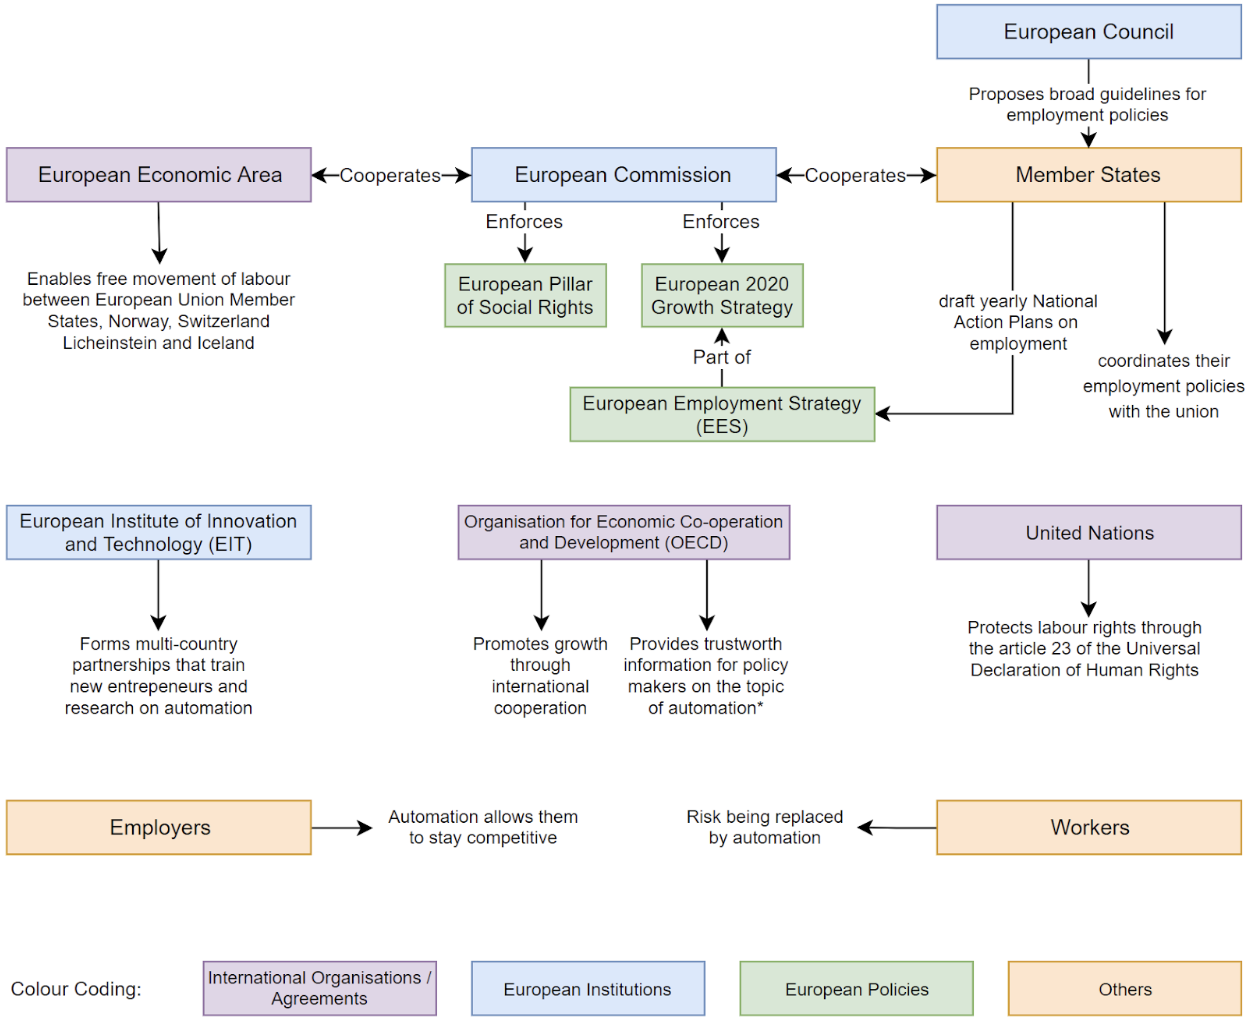 European Council
Proposes broad guidelines for
employment policies
European Economic Area
Cooperates
European Commission
Cooperates
Member States
Enforces
Enforces
Enables free movement of labour
between European Union Member
States, Norway, Switzerland
Licheinstein and Iceland
European Pillar
of Social Rights
European 2020
Growth Strategy
draft yearly National
Action Plans on
employment
Part of
coordinates their
employment policies
with the union
European Employment Strategy
(EES)
European Institute of Innovation
and Technology (EIT)
Organisation for Economic Co-operation
and Development (OECD)
United Nations
Forms multi-country
partnerships that train
new entrepeneurs and
research on automation
Promotes growth
through
international
cooperation
Provides trustworth
information for policy
makers on the topic
of automation*
Protects labour rights through
the article 23 of the Universal
Declaration of Human Rights
Employers
Automation allows them
to stay competitive
Risk being replaced
by automation
Workers
Colour Coding:
International Organisations /
Agreements
European Institutions
European Policies
Others